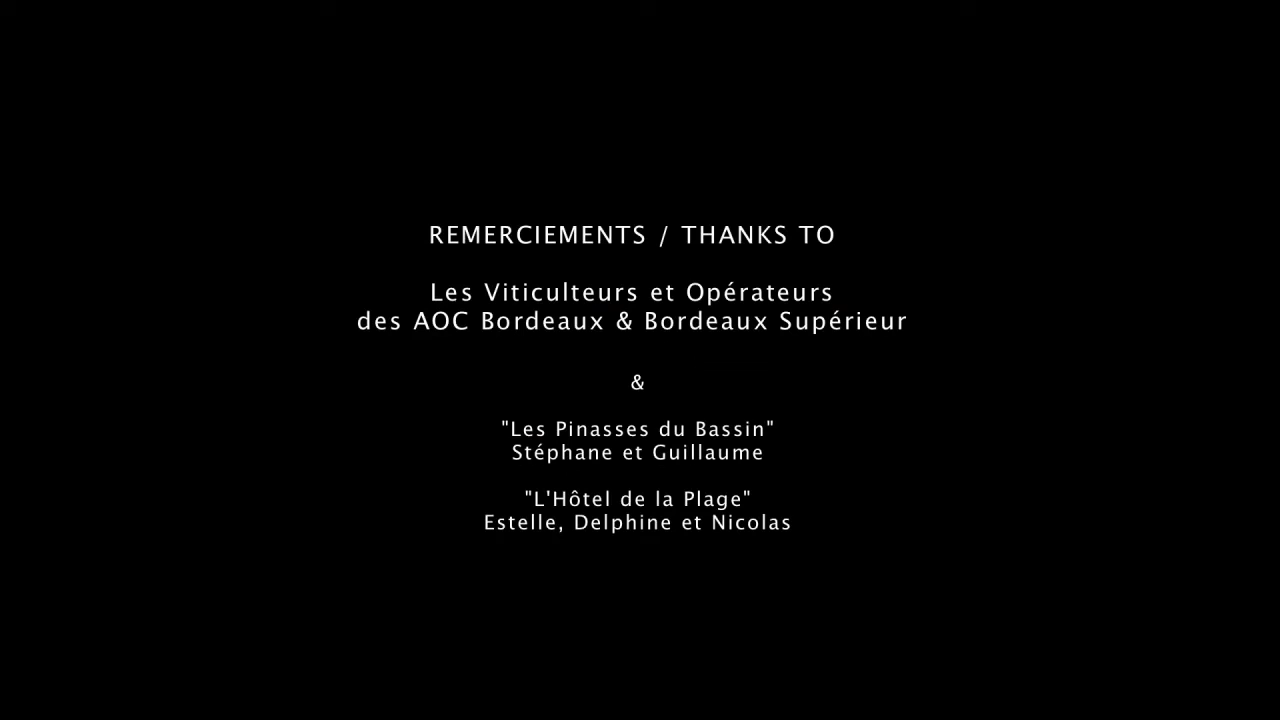 REMERCIEMENTS / THANKS TO
Les Viticulteurs et Opérateurs
des AOC Bordeaux & Bordeaux Supérieur
&
"Les Pinasses du Bassin"
Stéphane et Guillaume
"L'Hôtel de la Plage"
Estelle, Delphine et Nicolas